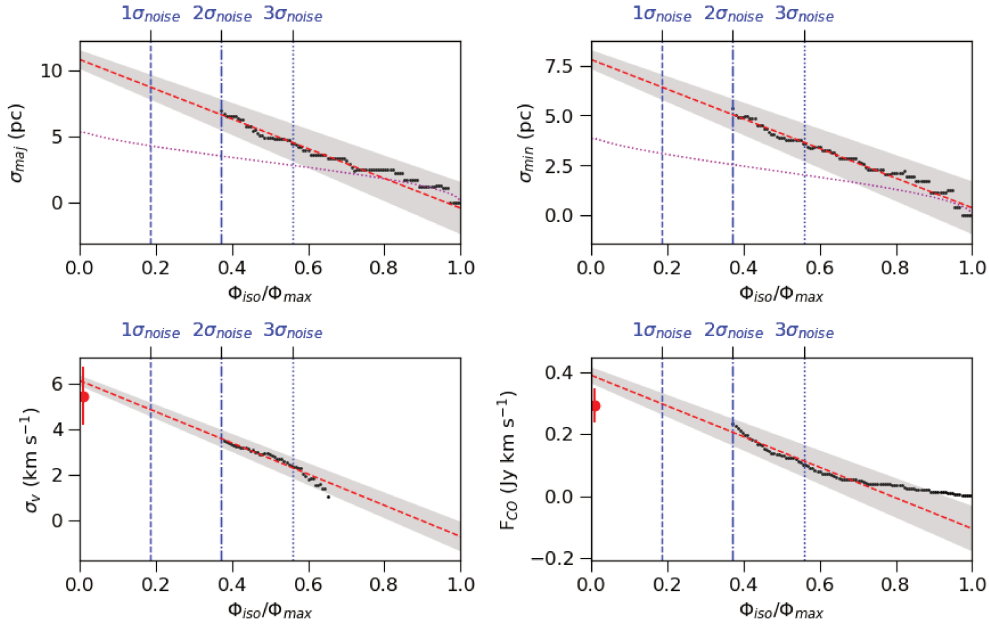 1σnoise 2σnoise 3σnoise
10
5
0
σmaj (pc)
0.0 0.2 0.4 0.6 0.8 1.0
Φiso/Φmax
1σnoise 2σnoise 3σnoise
7.5
5.0
2.5
0.0
σmin (pc)
0.0 0.2 0.4 0.6 0.8 1.0
Φiso/Φmax
1σnoise 2σnoise 3σnoise
6
4
2
0
σv (km s⁻¹)
0.0 0.2 0.4 0.6 0.8 1.0
Φiso/Φmax
1σnoise 2σnoise 3σnoise
0.4
0.2
0.0
−0.2
FCO (Jy km s⁻¹)
0.0 0.2 0.4 0.6 0.8 1.0
Φiso/Φmax